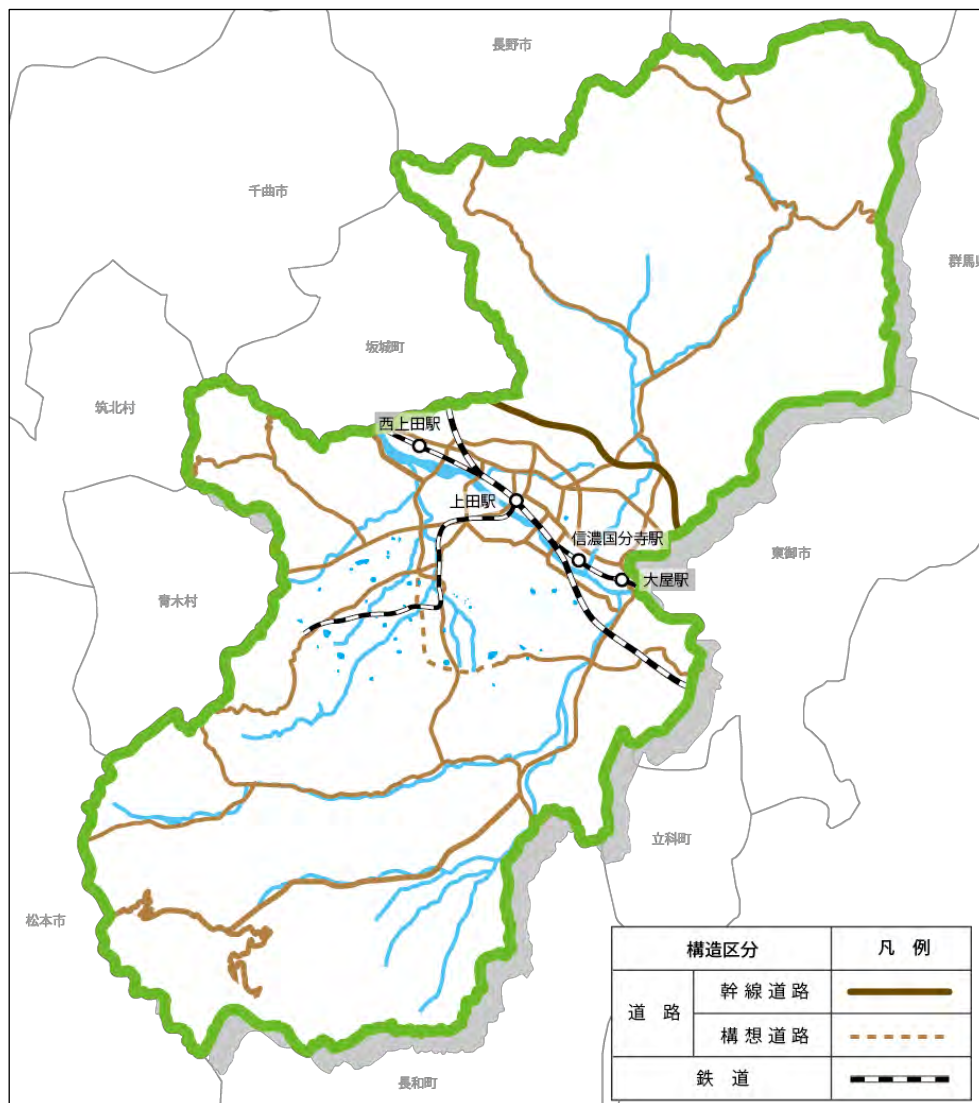 長野市
千曲市
群馬県
坂城町
筑北村
西上田駅
上田駅
信濃国分寺駅
大屋駅
東御市
青木村
立科町
松本市
長和町
構造区分
凡 例
道 路
幹 線 道 路
構 想 道 路
鉄 道